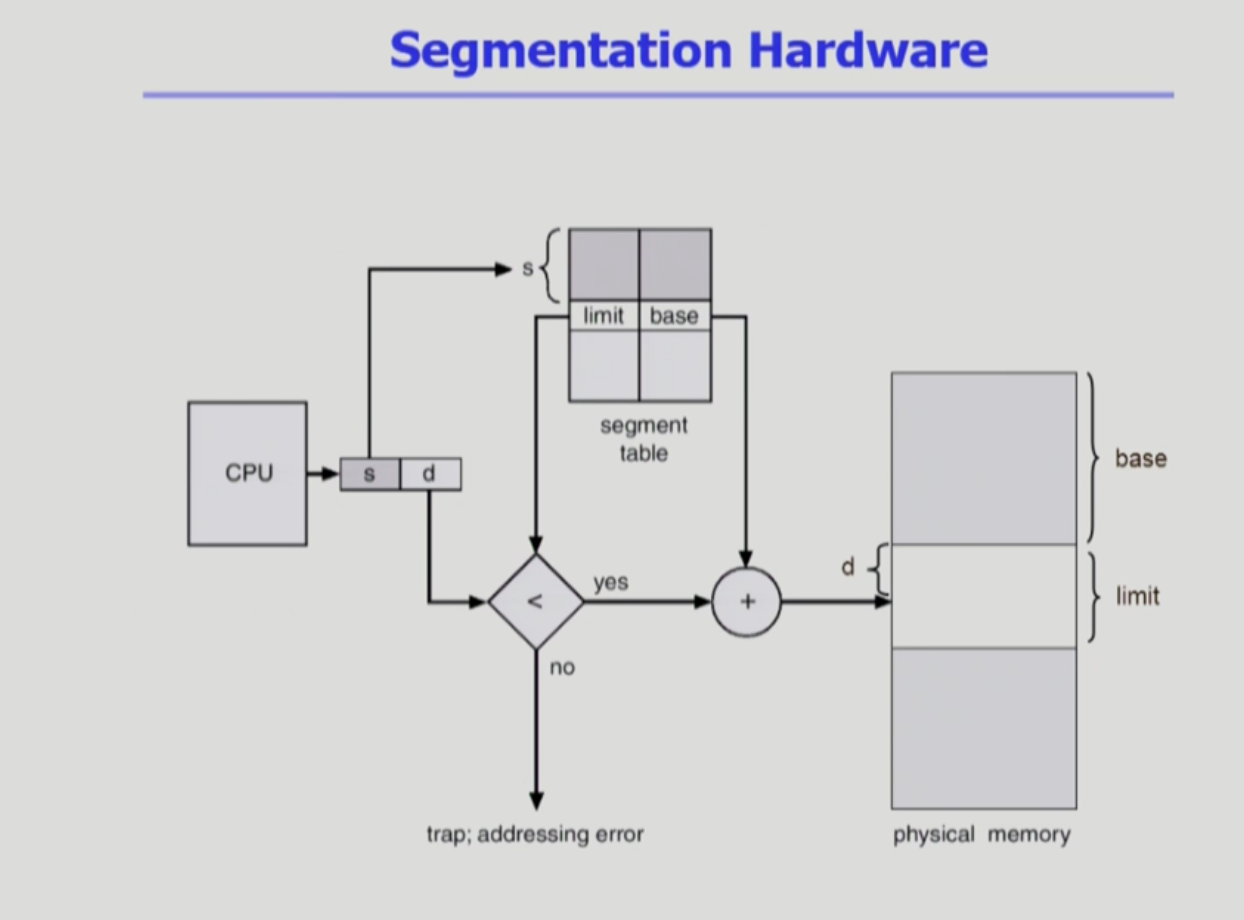 Segmentation Hardware
s
limit base
segment
table
CPU
s d
base
d
limit
<
yes
+
no
trap; addressing error
physical memory